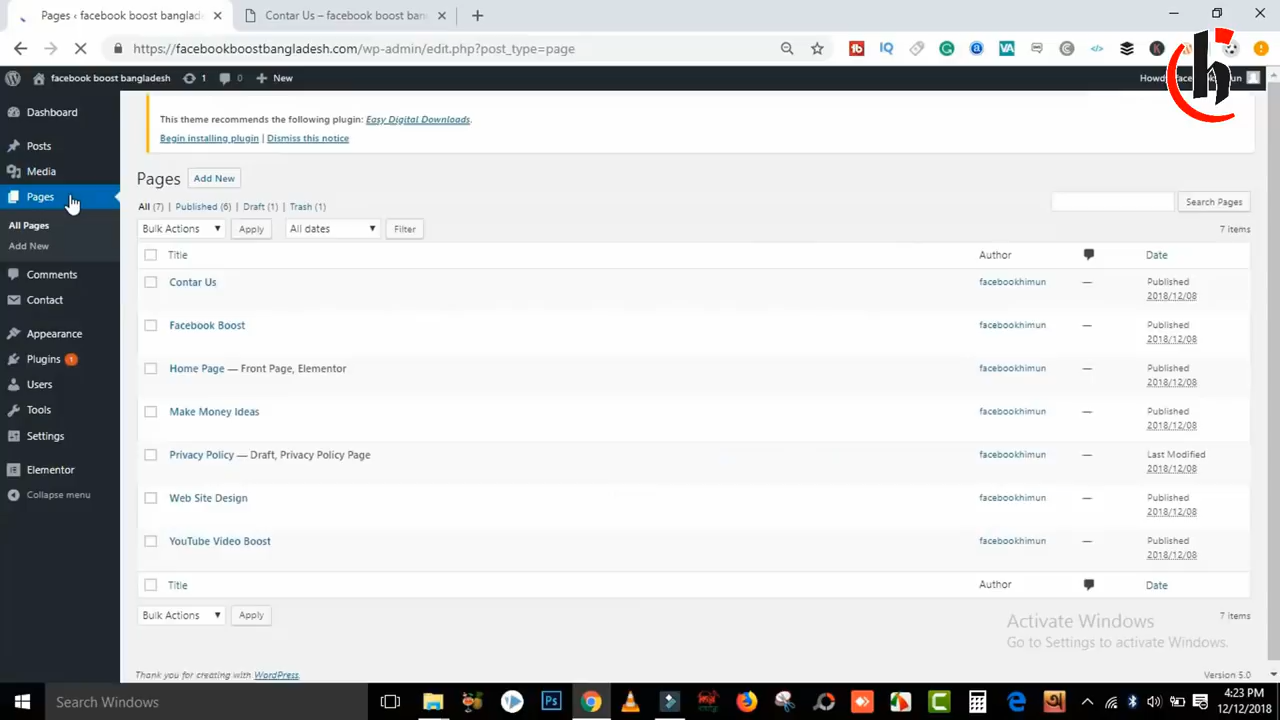 Pages ‹ facebook boost banglad
Contar Us – facebook boost ban
https://facebookboostbangladesh.com/wp-admin/edit.php?post_type=page
facebook boost bangladesh
1
0
New
Dashboard
Posts
Media
Pages
All Pages
Add New
Comments
Contact
Appearance
Plugins 1
Users
Tools
Settings
Elementor
Collapse menu
This theme recommends the following plugin: Easy Digital Downloads.
Begin installing plugin | Dismiss this notice
Pages Add New
All (7) | Published (6) | Draft (1) | Trash (1)
Search Pages
Bulk Actions Apply All dates Filter
7 items
Title Author Date
Contar Us facebookhimun — Published
2018/12/08
Facebook Boost facebookhimun — Published
2018/12/08
Home Page — Front Page, Elementor facebookhimun — Published
2018/12/08
Make Money Ideas facebookhimun — Published
2018/12/08
Privacy Policy — Draft, Privacy Policy Page facebookhimun — Last Modified
2018/12/08
Web Site Design facebookhimun — Published
2018/12/08
YouTube Video Boost facebookhimun — Published
2018/12/08
Title Author Date
Bulk Actions Apply
7 items
Activate Windows
Go to Settings to activate Windows.
Thank you for creating with WordPress.
Version 5.0
Search Windows
4:23 PM
12/12/2018